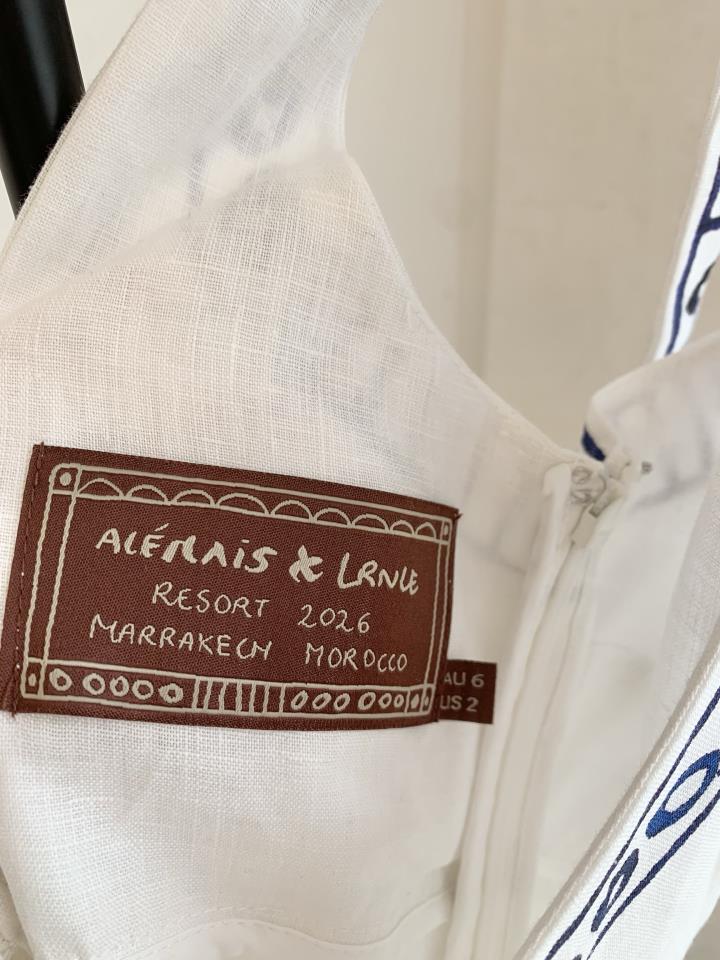 ALÉMAIS & LRNCE
RESORT 2026
MARRAKECH MOROCCO
AU 6
US 2